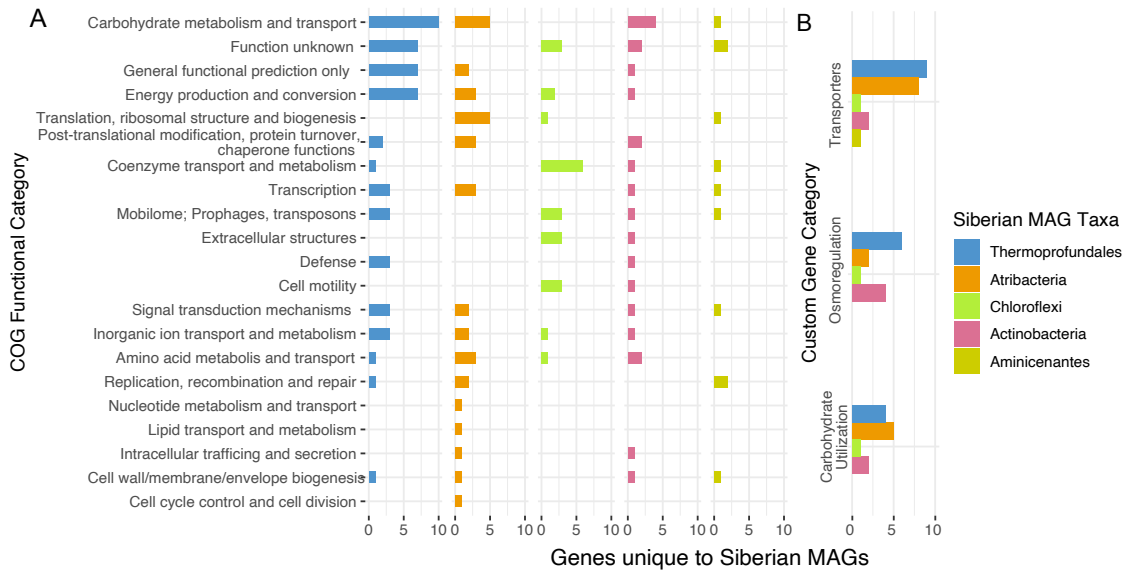 A
COG Functional Category
Carbohydrate metabolism and transport
Function unknown
General functional prediction only
Energy production and conversion
Translation, ribosomal structure and biogenesis
Post-translational modification, protein turnover,
chaperone functions
Coenzyme transport and metabolism
Transcription
Mobilome; Prophages, transposons
Extracellular structures
Defense
Cell motility
Signal transduction mechanisms
Inorganic ion transport and metabolism
Amino acid metabolis and transport
Replication, recombination and repair
Nucleotide metabolism and transport
Lipid transport and metabolism
Intracellular trafficing and secretion
Cell wall/membrane/envelope biogenesis
Cell cycle control and cell division
0 5 10 0 5 10 0 5 10 0 5 10 0 5 10
Genes unique to Siberian MAGs
B
Custom Gene Category
Transporters
Osmoregulation
Carbohydrate
Utilization
0 5 10
Siberian MAG Taxa
Thermoprofundales
Atribacteria
Chloroflexi
Actinobacteria
Aminicenantes